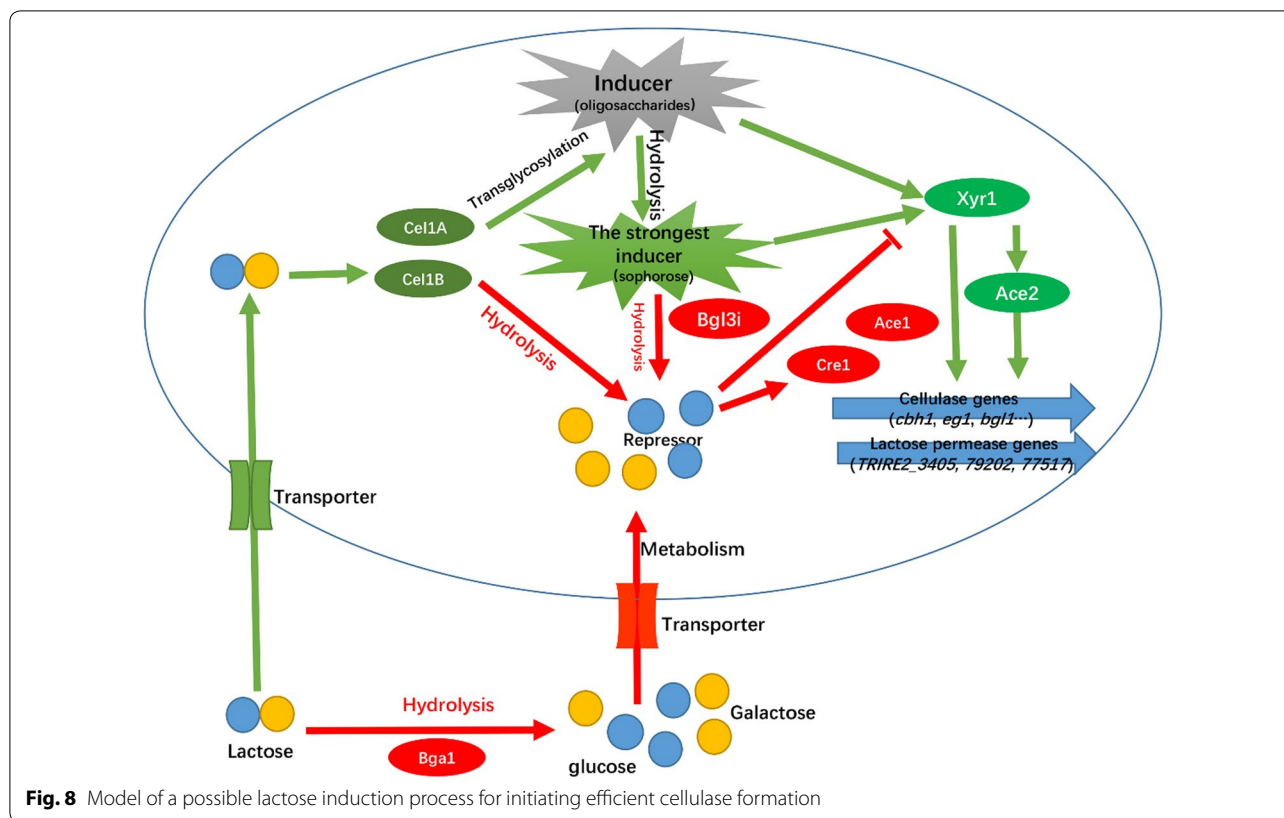 Inducer
(oligosaccharides)
Transglycosylation
Hydrolysis
Xyr1
Cel1A
The strongest
inducer
(sophorose)
Cel1B
Ace2
Hydrolysis
Hydrolysis
Bgl3i
Ace1
Cre1
Cellulase genes
(cbh1, eg1, bgl1···)
Repressor
Lactose permease genes
(TRIRE2_3405, 79202, 77517)
Transporter
Metabolism
Transporter
Hydrolysis
Galactose
Lactose
Bga1
glucose
Fig. 8 Model of a possible lactose induction process for initiating efficient cellulase formation